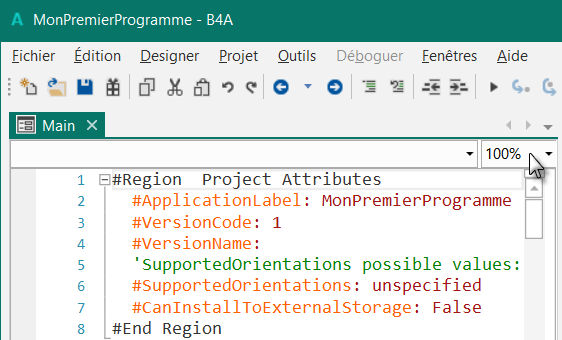 A MonPremierProgramme - B4A
Fichier Édition Designer Projet Outils Déboguer Fenêtres Aide
Main
100%
1 #Region  Project Attributes
2 #ApplicationLabel: MonPremierProgramme
3 #VersionCode: 1
4 #VersionName:
5 'SupportedOrientations possible values:
6 #SupportedOrientations: unspecified
7 #CanInstallToExternalStorage: False
8 #End Region